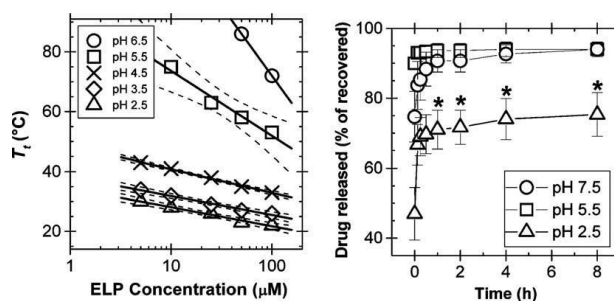 pH 6.5
pH 5.5
pH 4.5
pH 3.5
pH 2.5
80
60
40
20
Tt (°C)
1
10
100
ELP Concentration (μM)
100
80
60
40
Drug released (% of recovered)
* * * *
pH 7.5
pH 5.5
pH 2.5
0
2
4
6
8
Time (h)